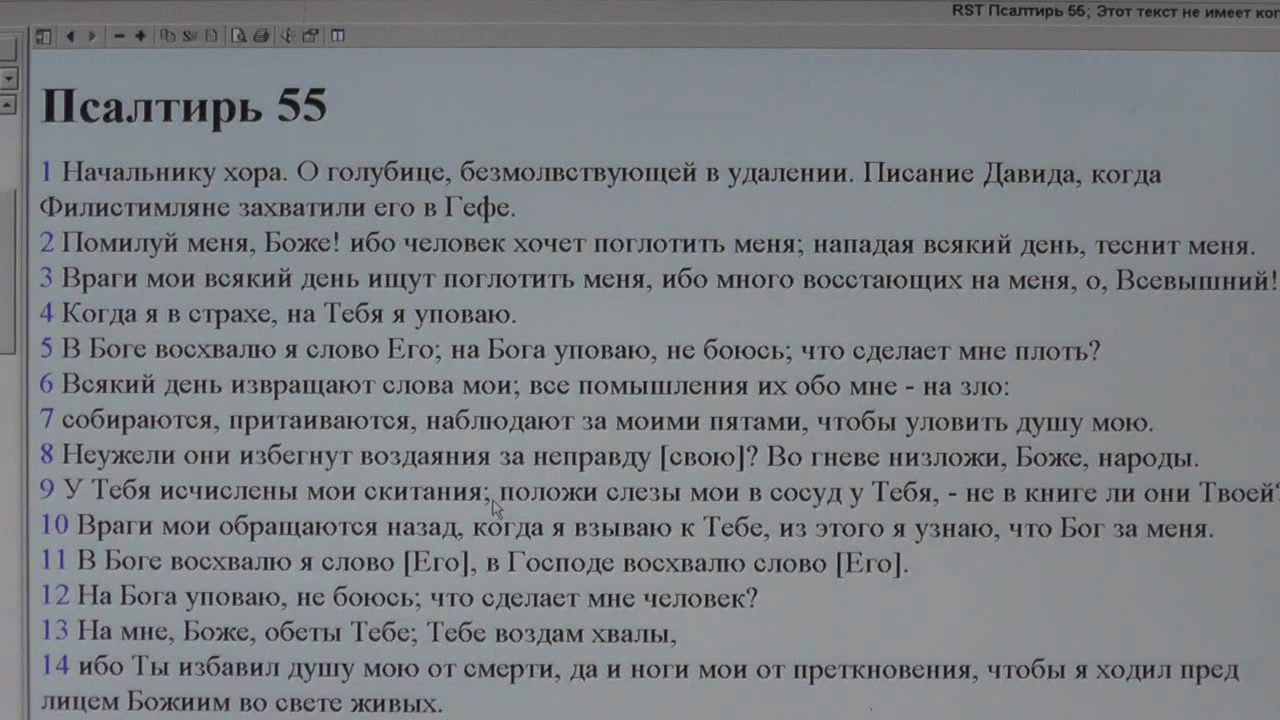 RST Псалтирь 55; Этот текст не имеет
Псалтирь 55
1 Начальнику хора. О голубице, безмолвствующей в удалении. Писание Давида, когда
Филистимляне захватили его в Гефе.
2 Помилуй меня, Боже! ибо человек хочет поглотить меня; нападая всякий день, теснит меня.
3 Враги мои всякий день ищут поглотить меня, ибо много восстающих на меня, о, Всевышний!
4 Когда я в страхе, на Тебя я уповаю.
5 В Боге восхвалю я слово Его; на Бога уповаю, не боюсь; что сделает мне плоть?
6 Всякий день извращают слова мои; все помышления их обо мне - на зло:
7 собираются, притаиваются, наблюдают за моими пятами, чтобы уловить душу мою.
8 Неужели они избегнут воздаяния за неправду [свою]? Во гневе низложи, Боже, народы.
9 У Тебя исчислены мои скитания; положи слезы мои в сосуд у Тебя, - не в книге ли они Твоей?
10 Враги мои обращаются назад, когда я взываю к Тебе, из этого я узнаю, что Бог за меня.
11 В Боге восхвалю я слово [Его], в Господе восхвалю слово [Его].
12 На Бога уповаю, не боюсь; что сделает мне человек?
13 На мне, Боже, обеты Тебе; Тебе воздам хвалы,
14 ибо Ты избавил душу мою от смерти, да и ноги мои от преткновения, чтобы я ходил пред
лицем Божиим во свете живых.